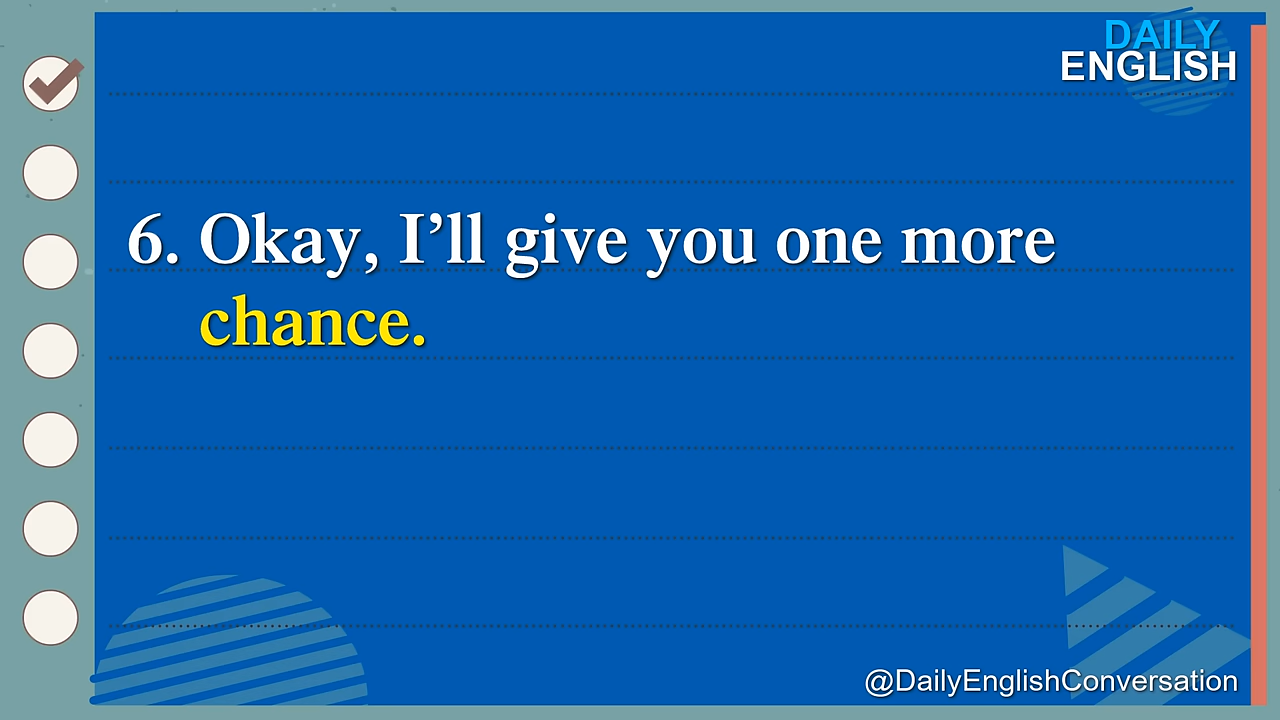 DAILY
ENGLISH
6. Okay, I’ll give you one more
chance.
@DailyEnglishConversation